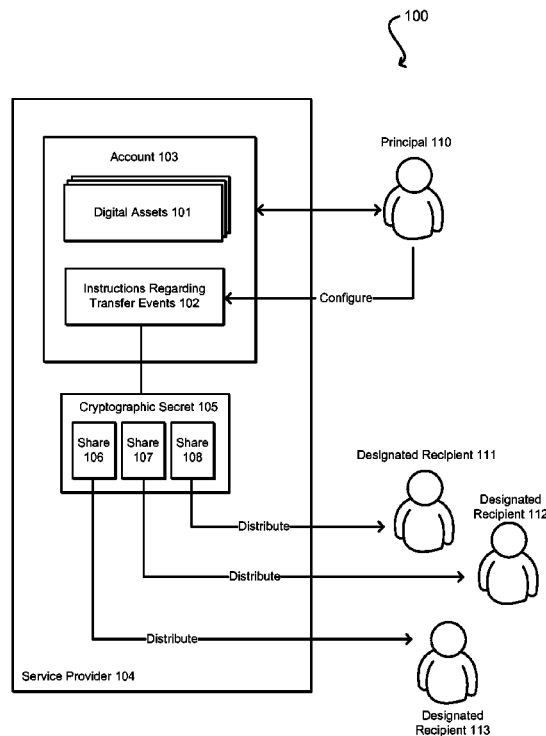 100
Account 103
Principal 110
Digital Assets 101
Instructions Regarding
Transfer Events 102
Configure
Cryptographic Secret 105
Share
106
Share
107
Share
108
Designated Recipient 111
Designated
Recipient 112
Distribute
Distribute
Distribute
Service Provider 104
Designated
Recipient 113